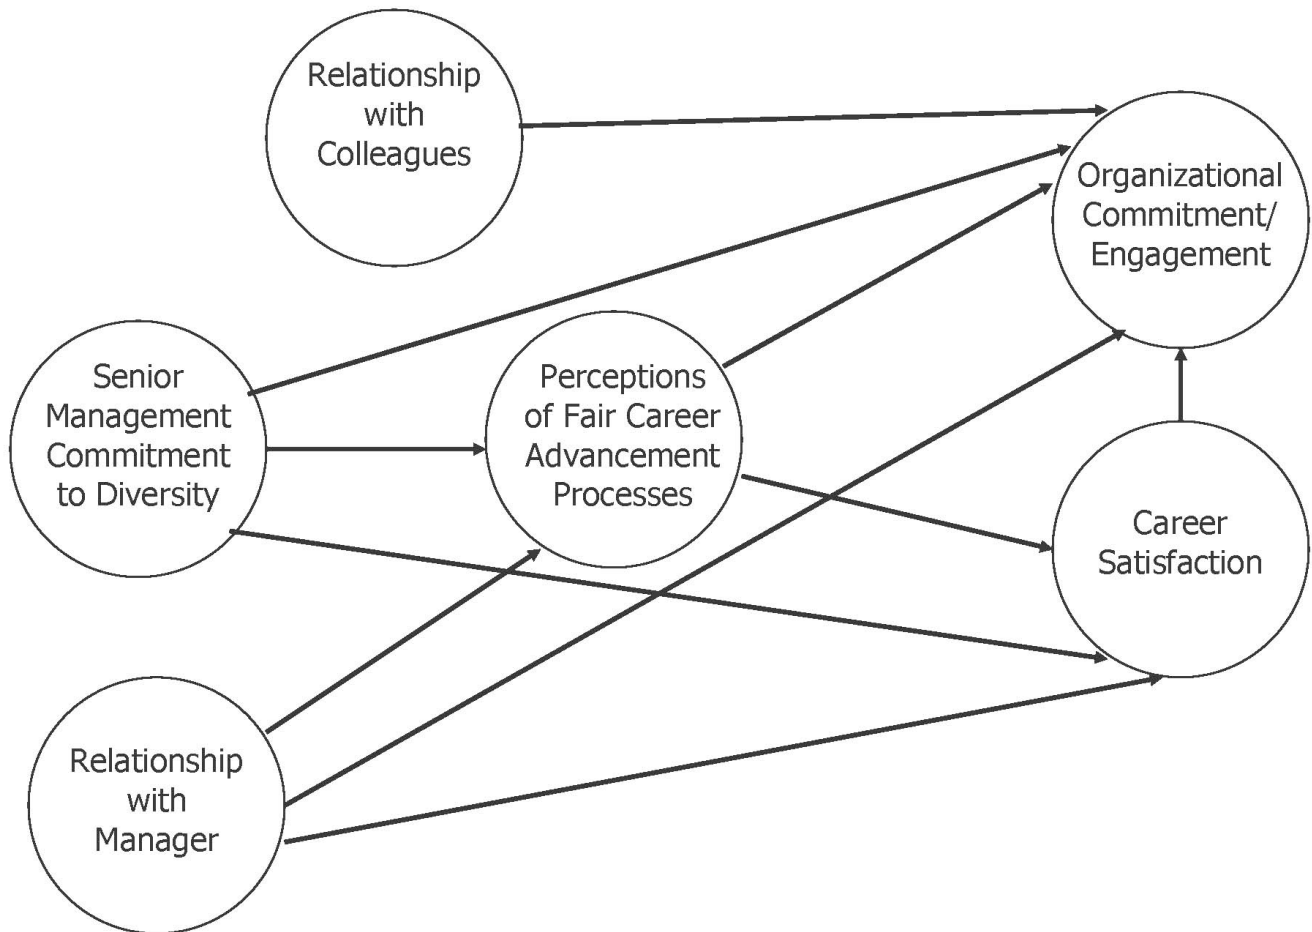 Relationship
with
Colleagues
Organizational
Commitment/
Engagement
Senior
Management
Commitment
to Diversity
Perceptions
of Fair Career
Advancement
Processes
Career
Satisfaction
Relationship
with
Manager